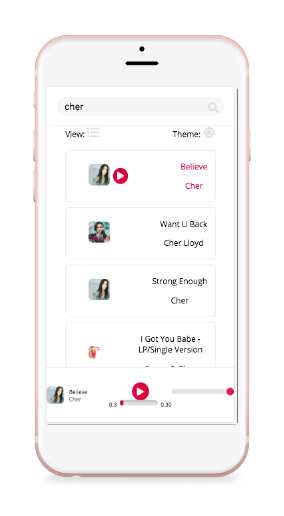 cher
View:
Theme:
Believe
Cher
Want U Back
Cher Lloyd
Strong Enough
Cher
I Got You Babe -
LP/Single Version
Believe
Cher
0.3
0.30